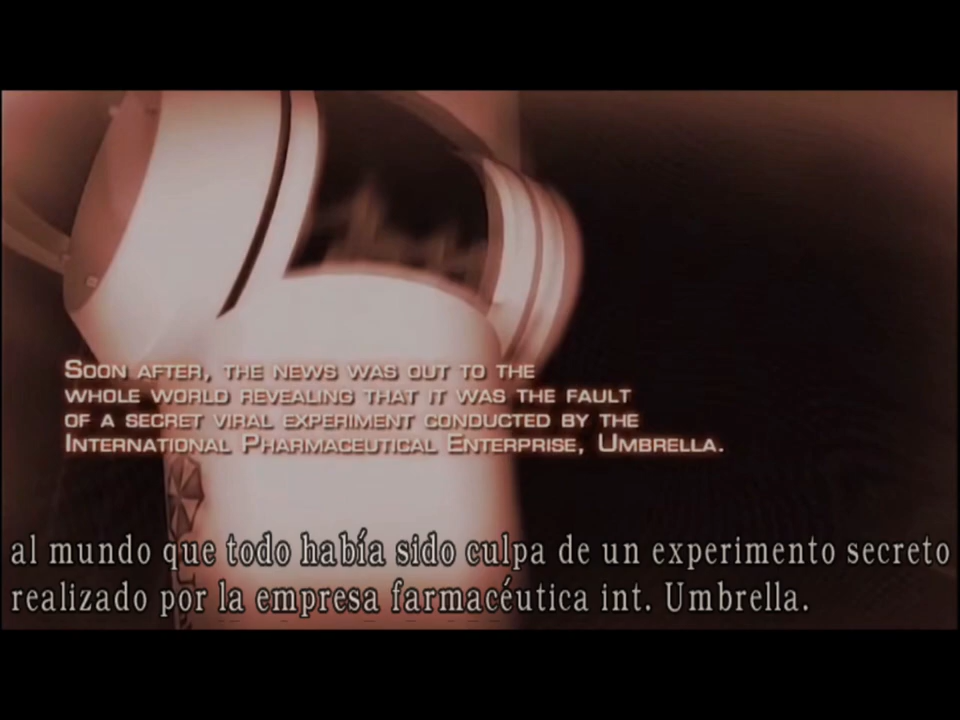 SOON AFTER, THE NEWS WAS OUT TO THE
WHOLE WORLD REVEALING THAT IT WAS THE FAULT
OF A SECRET VIRAL EXPERIMENT CONDUCTED BY THE
INTERNATIONAL PHARMACEUTICAL ENTERPRISE, UMBRELLA.
al mundo que todo había sido culpa de un experimento secreto
realizado por la empresa farmacéutica int. Umbrella.